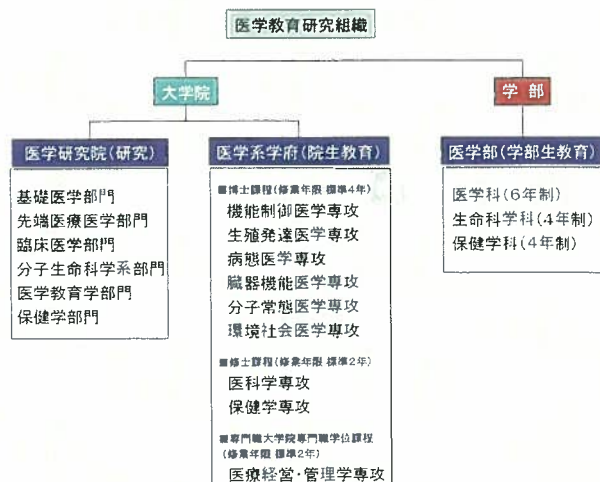 医学教育研究組織
大学院
学部
医学研究院(研究)
基礎医学部門
先端医療医学部門
臨床医学部門
分子生命科学系部門
医学教育学部門
保健学部門
医学系学府(院生教育)
■博士課程(修業年限 標準4年)
機能制御医学専攻
生殖発達医学専攻
病態医学専攻
臓器機能医学専攻
分子常態医学専攻
環境社会医学専攻
■修士課程(修業年限 標準2年)
医科学専攻
保健学専攻
■専門職大学院専門職学位課程
(修業年限 標準2年)
医療経営・管理学専攻
医学部(学部生教育)
医学科(6年制)
生命科学科(4年制)
保健学科(4年制)